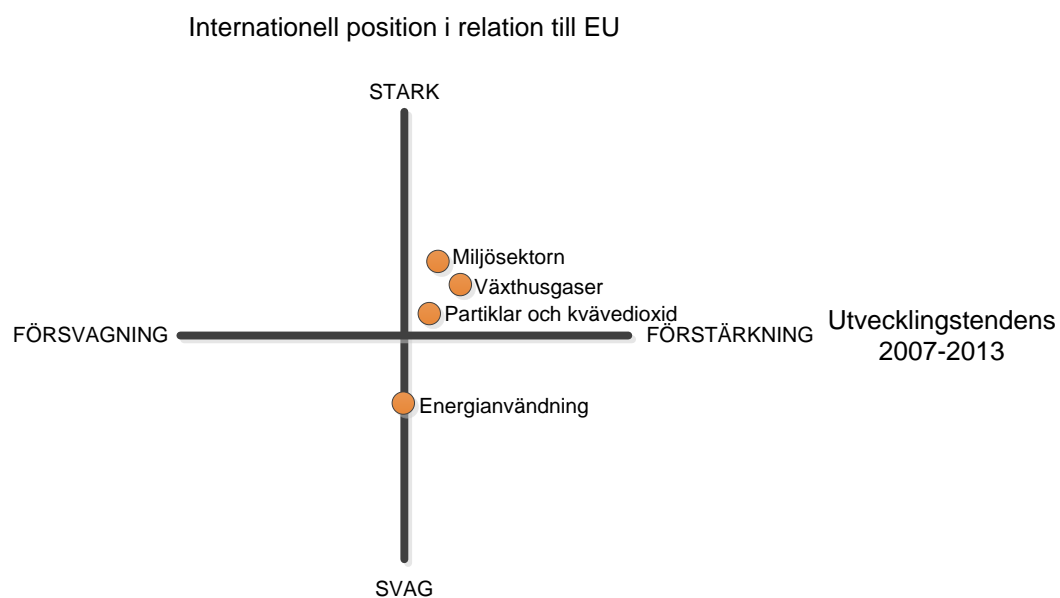 Internationell position i relation till EU
STARK
Miljösektorn
Växthusgaser
Partiklar och kvävedioxid
FÖRSVAGNING
FÖRSTÄRKNING
Utvecklingstendens
2007-2013
Energianvändning
SVAG